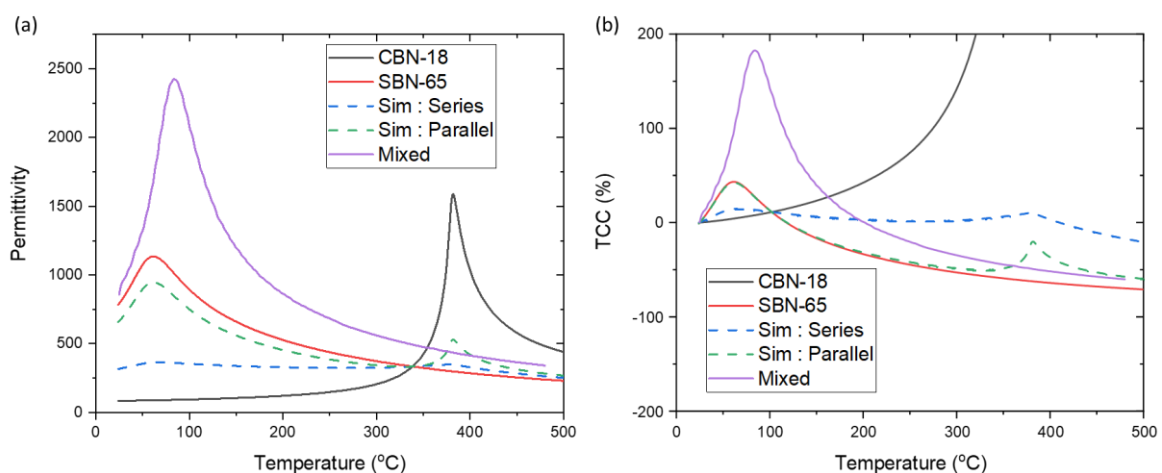 (a)
2500
2000
1500
1000
500
0
Permittivity
CBN-18
SBN-65
Sim : Series
Sim : Parallel
Mixed
0 100 200 300 400 500
Temperature (°C)
(b)
200
100
0
-100
-200
TCC (%)
CBN-18
SBN-65
Sim : Series
Sim : Parallel
Mixed
0 100 200 300 400 500
Temperature (°C)